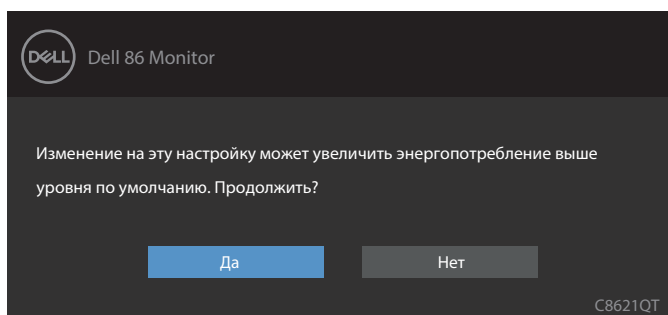 DELL
Dell 86 Monitor
Изменение на эту настройку может увеличить энергопотребление выше
уровня по умолчанию. Продолжить?
Да
Нет
C8621QT